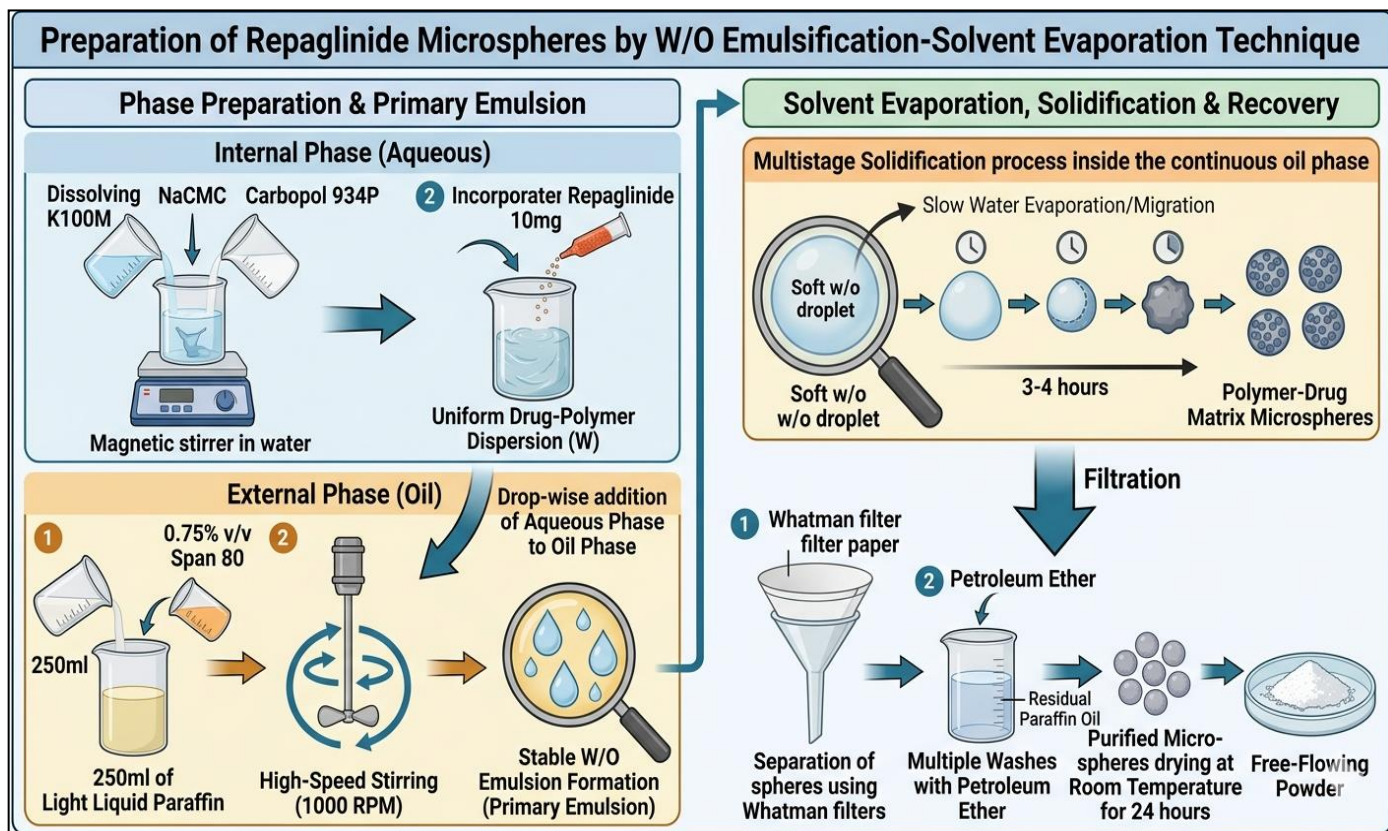 Preparation of Repaglinide Microspheres by W/O Emulsification-Solvent Evaporation Technique
Phase Preparation & Primary Emulsion
Internal Phase (Aqueous)
Dissolving
K100M
NaCMC
Carbopol 934P
Magnetic stirrer in water
2
Incorporater Repaglinide
10mg
Uniform Drug-Polymer
Dispersion (W)
External Phase (Oil)
1
0.75% v/v
Span 80
250ml
250ml of
Light Liquid Paraffin
2
High-Speed Stirring
(1000 RPM)
Drop-wise addition
of Aqueous Phase
to Oil Phase
Stable W/O
Emulsion Formation
(Primary Emulsion)
Solvent Evaporation, Solidification & Recovery
Multistage Solidification process inside the continuous oil phase
Slow Water Evaporation/Migration
Soft w/o
droplet
Soft w/o
w/o droplet
3-4 hours
Polymer-Drug
Matrix Microspheres
Filtration
1
Whatman filter
filter paper
Separation of
spheres using
Whatman filters
2
Petroleum Ether
Residual
Paraffin Oil
Multiple Washes
with Petroleum
Ether
Purified Micro-
spheres drying at
Room Temperature
for 24 hours
Free-Flowing
Powder